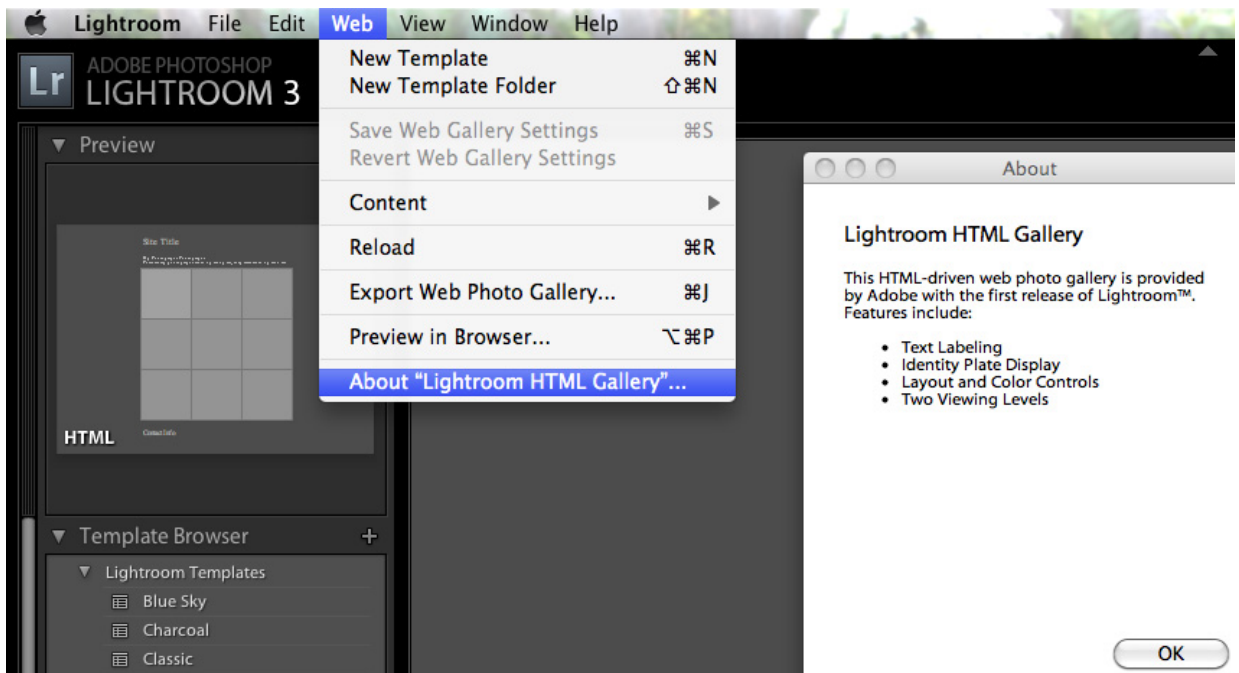 Lightroom File Edit Web View Window Help
Lr ADOBE PHOTOSHOP
LIGHTROOM 3
New Template ⌘N
New Template Folder ⇧⌘N
Save Web Gallery Settings ⌘S
Revert Web Gallery Settings
Content
Reload ⌘R
Export Web Photo Gallery... ⌘J
Preview in Browser... ⌥⌘P
About “Lightroom HTML Gallery”...
Preview
Site Title
Contact Info
HTML
Template Browser +
Lightroom Templates
Blue Sky
Charcoal
Classic
About
Lightroom HTML Gallery
This HTML-driven web photo gallery is provided
by Adobe with the first release of Lightroom™.
Features include:
• Text Labeling
• Identity Plate Display
• Layout and Color Controls
• Two Viewing Levels
OK